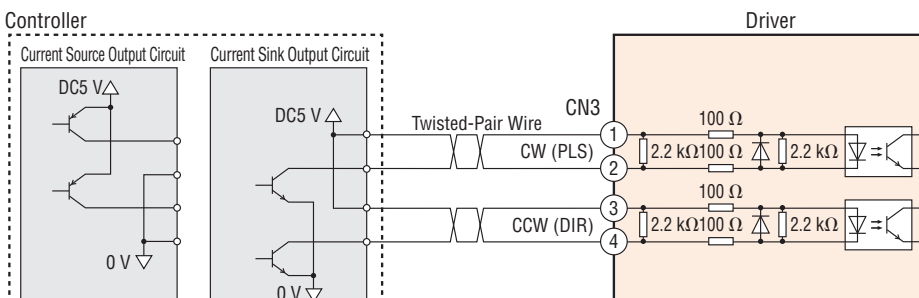 Controller
Driver
Current Source Output Circuit
Current Sink Output Circuit
DC5 V
DC5 V
CN3
Twisted-Pair Wire
100 Ω
1
CW (PLS)
2.2 kΩ
100 Ω
2.2 kΩ
2
100 Ω
3
CCW (DIR)
2.2 kΩ
100 Ω
2.2 kΩ
4
0 V
0 V